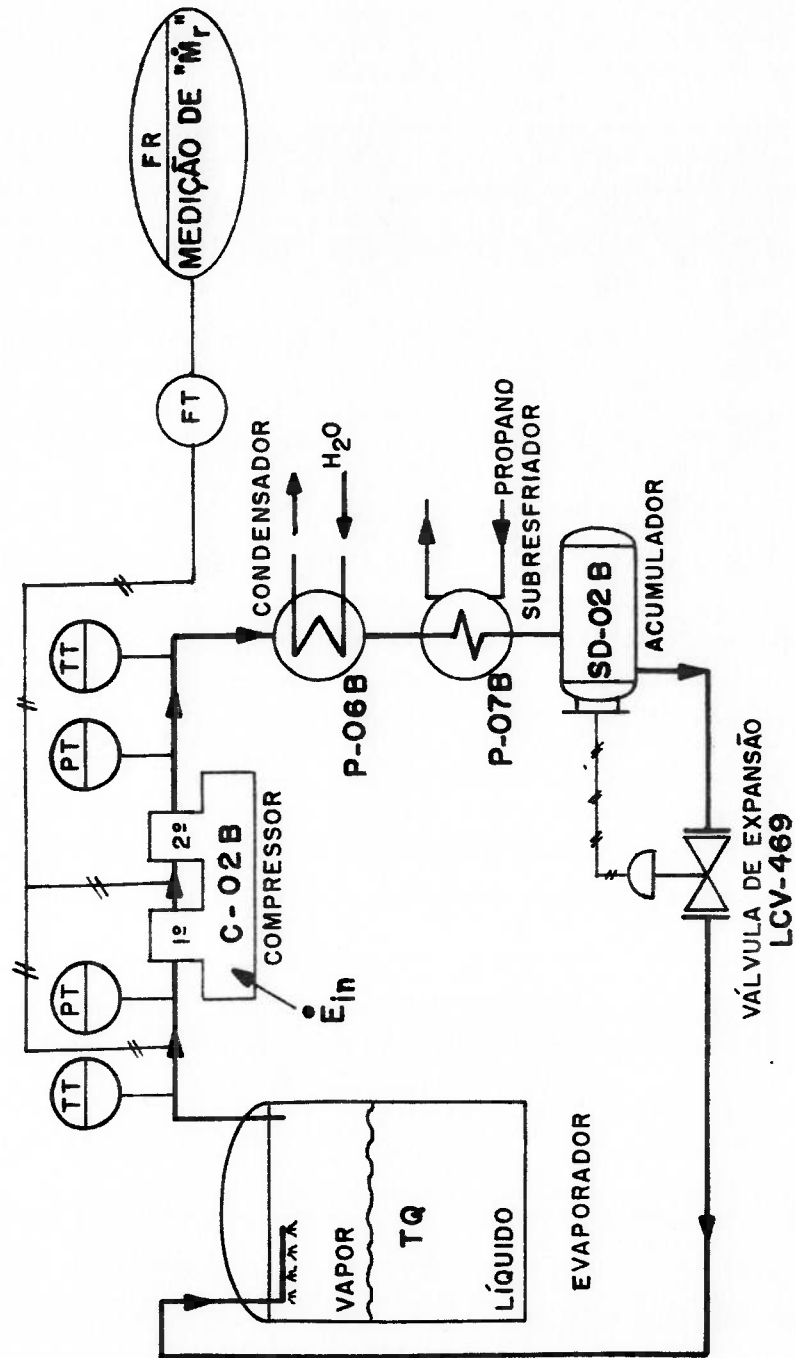 FR
MEDIÇÃO DE "Ṁr"
FT
TT
PT
TT
PT
1º
2º
C-02B
COMPRESSOR
Ėin
CONDENSADOR
H₂O
P-06B
PROPANO
SUBRESFRIADOR
P-07B
SD-02B
ACUMULADOR
VÁLVULA DE EXPANSÃO
LCV-469
VAPOR
TQ
LÍQUIDO
EVAPORADOR